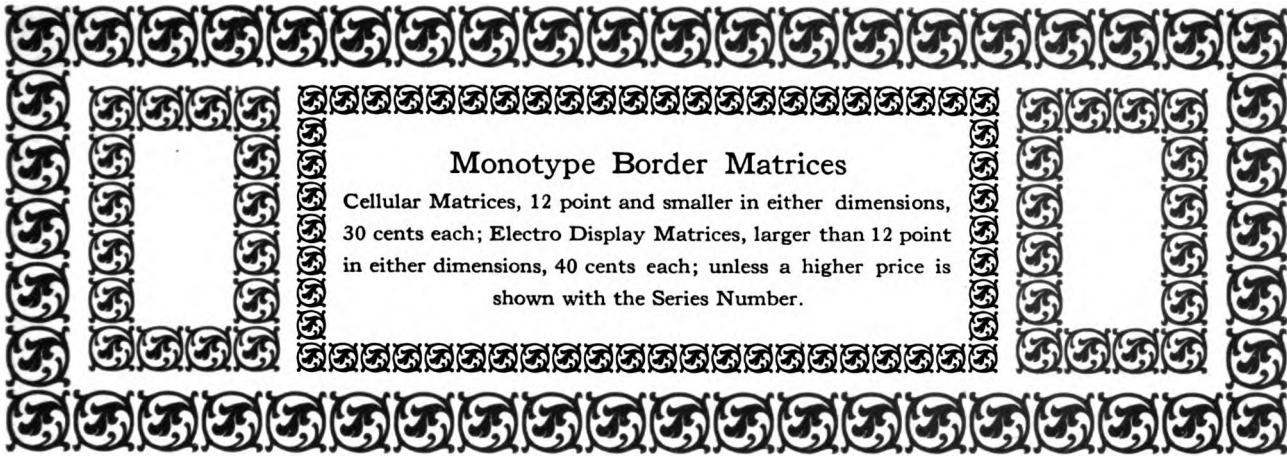 Monotype Border Matrices
Cellular Matrices, 12 point and smaller in either dimensions,
30 cents each; Electro Display Matrices, larger than 12 point
in either dimensions, 40 cents each; unless a higher price is
shown with the Series Number.